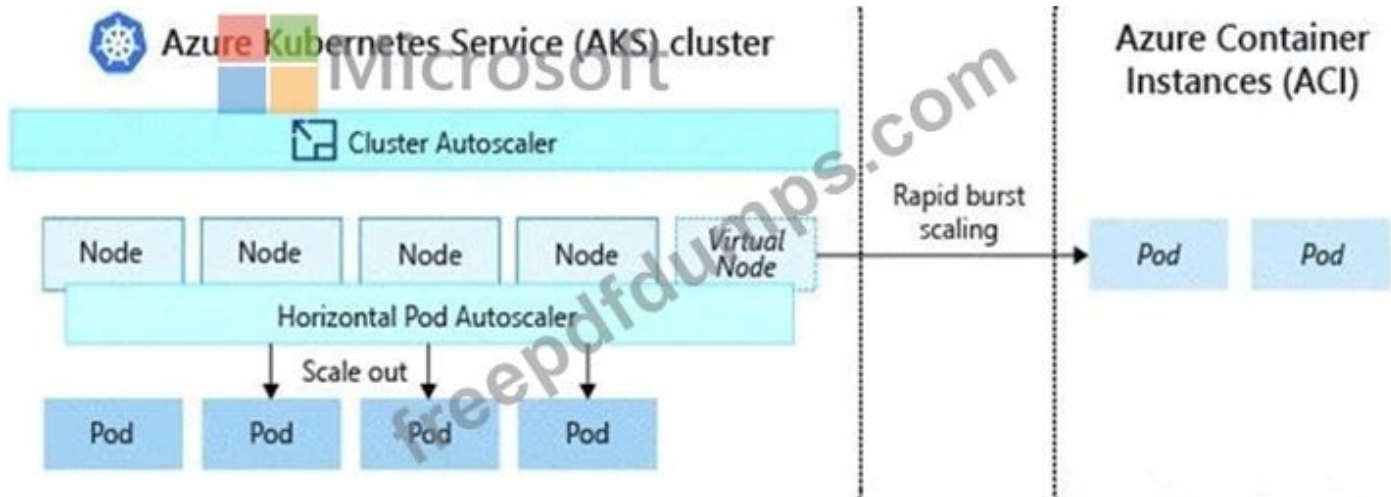 Azure Kubernetes Service (AKS) cluster
Microsoft
Azure Container
Instances (ACI)
Cluster Autoscaler
Rapid burst
scaling
Node
Node
Node
Node
Virtual
Node
Pod
Pod
Horizontal Pod Autoscaler
Scale out
Pod
Pod
Pod
Pod
freepdfdumps.com